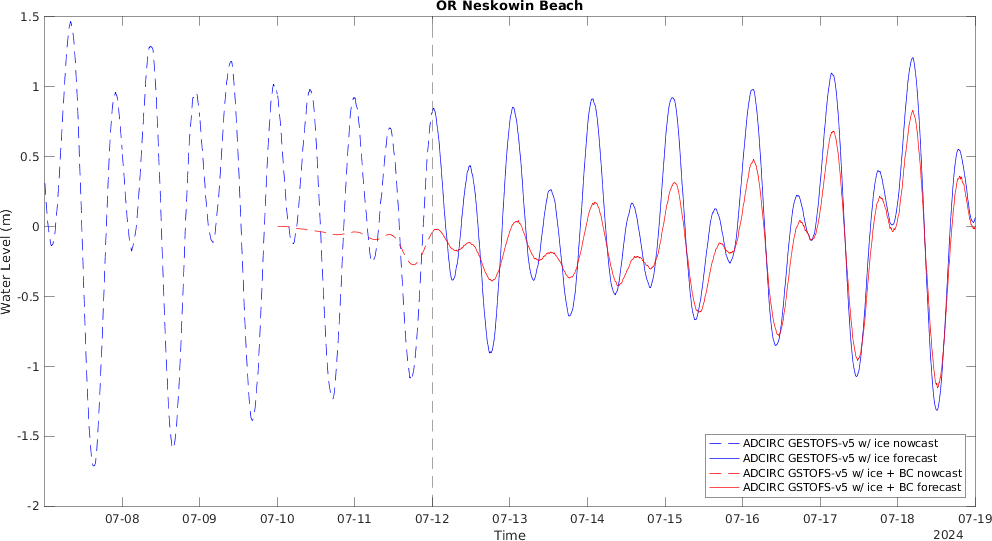 OR Neskowin Beach
1.5
1
0.5
0
-0.5
-1
-1.5
-2
Water Level (m)
07-08 07-09 07-10 07-11 07-12 07-13 07-14 07-15 07-16 07-17 07-18 07-19
Time
2024
ADCIRC GESTOFS-v5 w/ ice nowcast
ADCIRC GESTOFS-v5 w/ ice forecast
ADCIRC GSTOFS-v5 w/ ice + BC nowcast
ADCIRC GSTOFS-v5 w/ ice + BC forecast